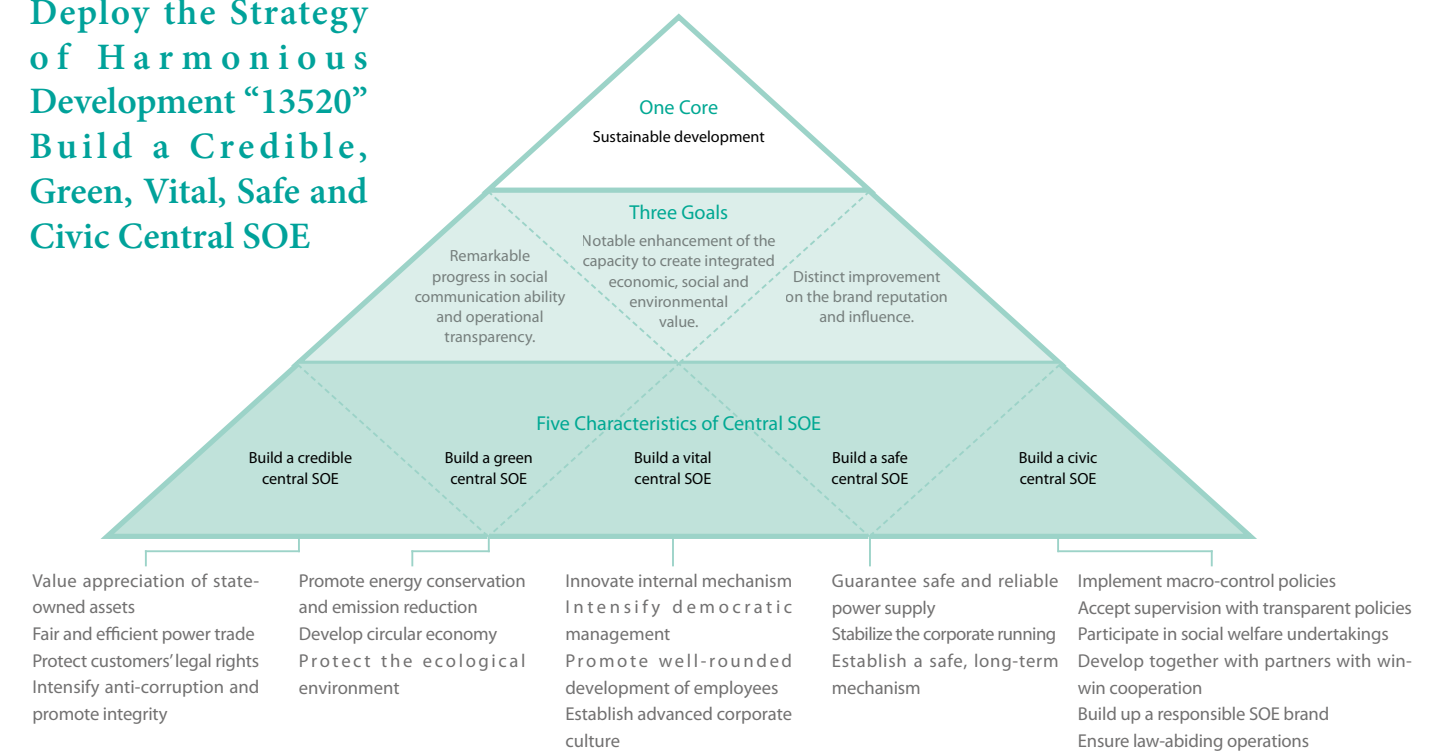 Deploy the Strategy
of Harmonious
Development “13520”
Build a Credible,
Green, Vital, Safe and
Civic Central SOE
One Core
Sustainable development
Three Goals
Remarkable
progress in social
communication ability
and operational
transparency.
Notable enhancement of the
capacity to create integrated
economic, social and
environmental
value.
Distinct improvement
on the brand reputation
and influence.
Five Characteristics of Central SOE
Build a credible
central SOE
Build a green
central SOE
Build a vital
central SOE
Build a safe
central SOE
Build a civic
central SOE
Value appreciation of state-
owned assets
Fair and efficient power trade
Protect customers’ legal rights
Intensify anti-corruption and
promote integrity
Promote energy conservation
and emission reduction
Develop circular economy
Protect the ecological
environment
Innovate internal mechanism
Intensify democratic
management
Promote well-rounded
development of employees
Establish advanced corporate
culture
Guarantee safe and reliable
power supply
Stabilize the corporate running
Establish a safe, long-term
mechanism
Implement macro-control policies
Accept supervision with transparent policies
Participate in social welfare undertakings
Develop together with partners with win-
win cooperation
Build up a responsible SOE brand
Ensure law-abiding operations